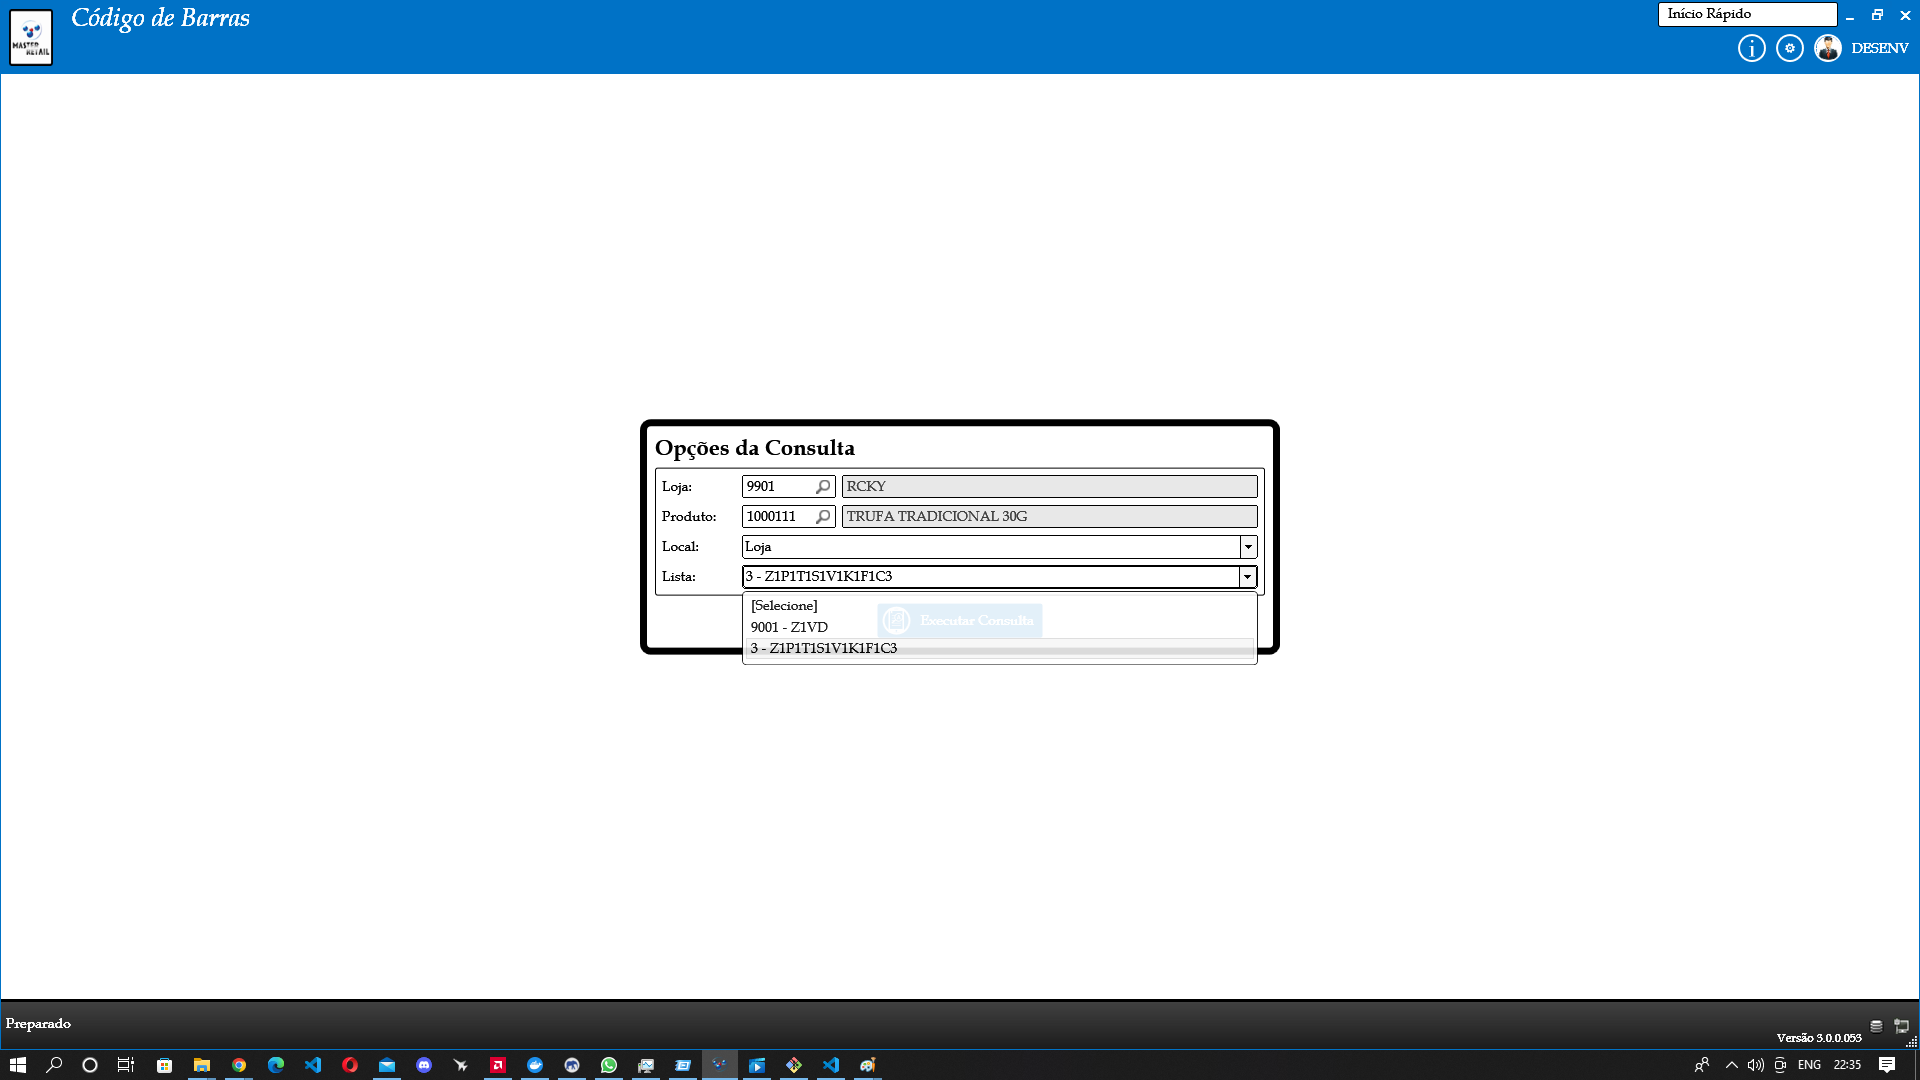 Código de Barras
Início Rápido
MASTER
RETAIL
DESENV
Opções da Consulta
Loja: 9901 RCKY
Produto: 1000111 TRUFA TRADICIONAL 30G
Local: Loja
Lista: 3 - Z1P1T1S1V1K1F1C3
[Selecione]
Executar Consulta
9001 - Z1VD
3 - Z1P1T1S1V1K1F1C3
Preparado
Versão 3.0.0.053
ENG 22:35